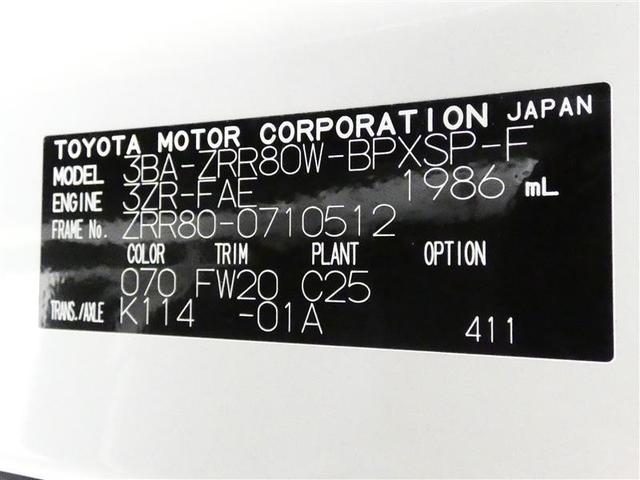 TOYOTA MOTOR CORPORATION JAPAN
MODEL 3BA-ZRR80W-BPXSP-F
ENGINE 3ZR-FAE 1986 mL
FRAME No. ZRR80-0710512
COLOR TRIM PLANT OPTION
070 FW20 C25
TRANS./AXLE K114 -01A
411